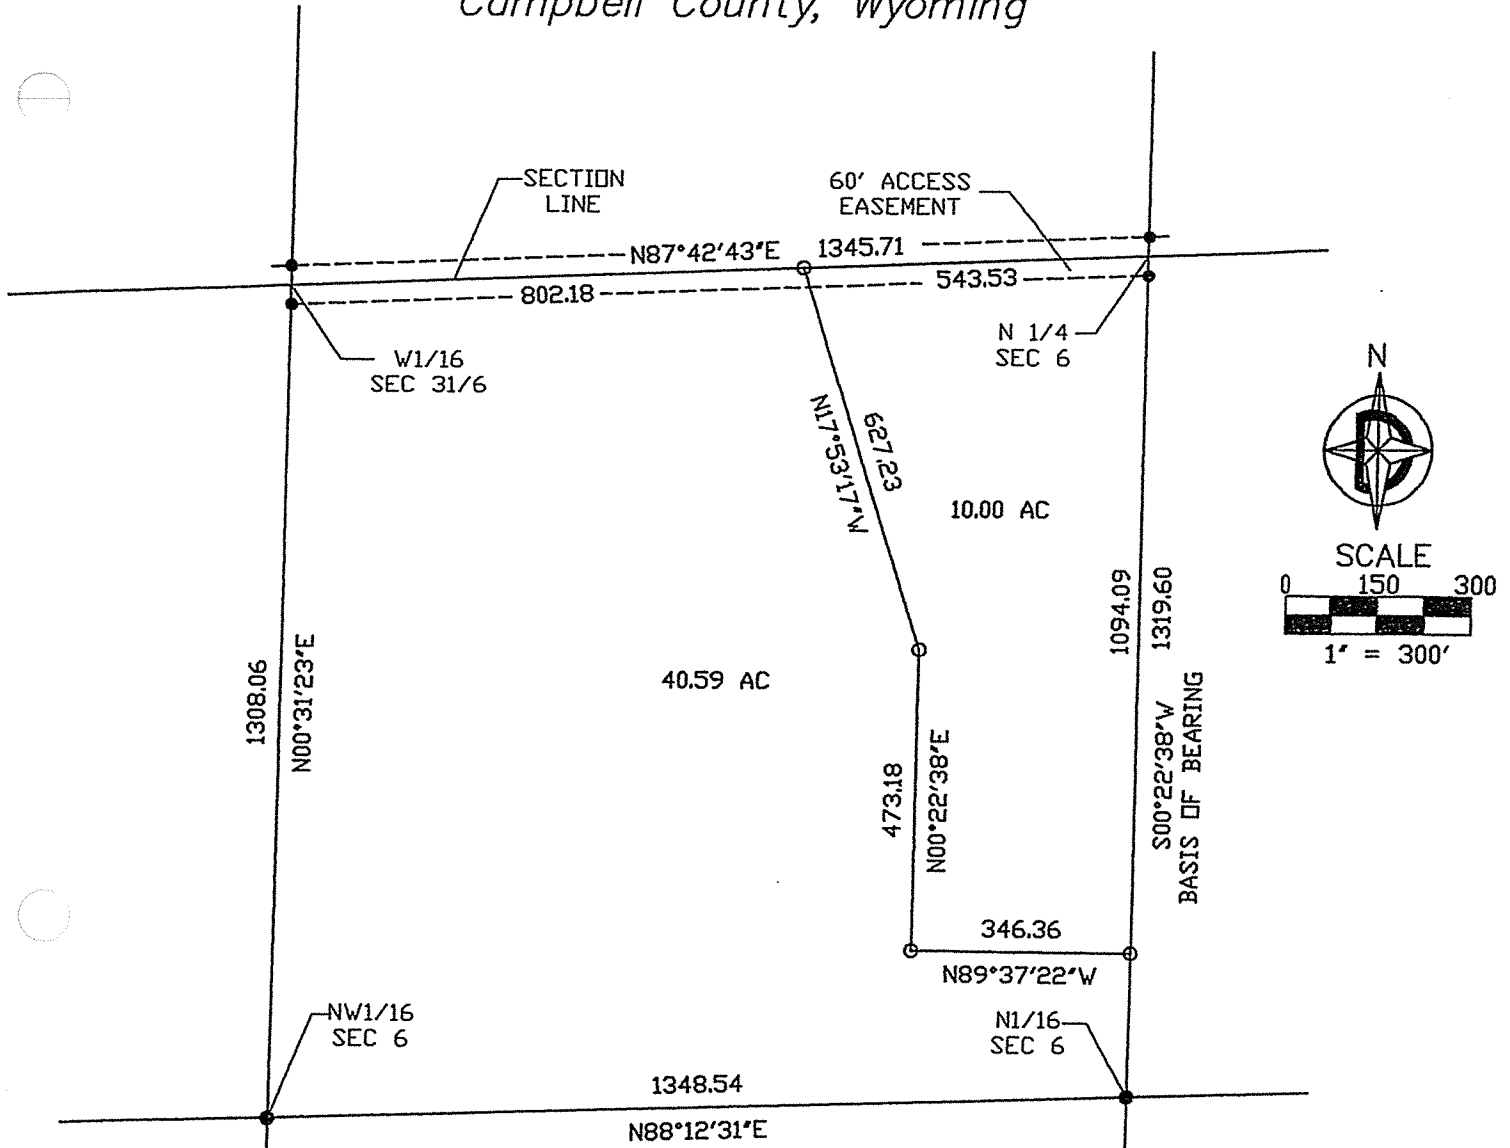 Campbell County, Wyoming
SECTION
LINE
60' ACCESS
EASEMENT
N87°42'43"E
1345.71
802.18
543.53
W1/16
SEC 31/6
N 1/4
SEC 6
N17°53'17"W
627.23
10.00 AC
N
SCALE
0 150 300
1" = 300'
1094.09
1319.60
40.59 AC
1308.06
N00°31'23"E
473.18
N00°22'38"E
S00°22'38"W
BASIS OF BEARING
346.36
N89°37'22"W
NW1/16
SEC 6
N1/16
SEC 6
1348.54
N88°12'31"E